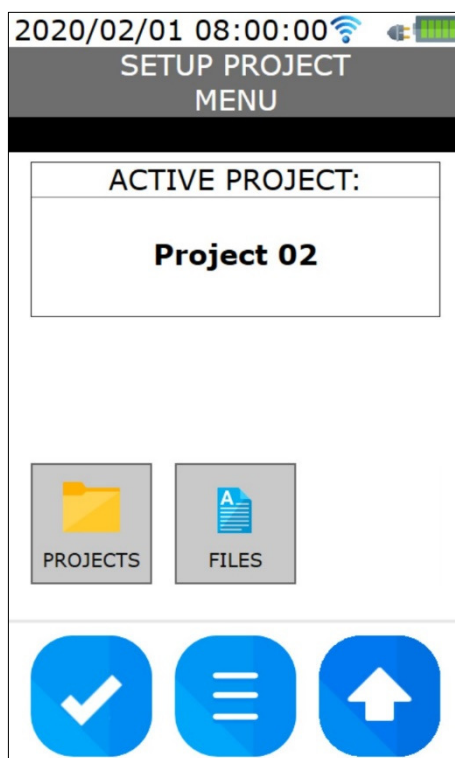 2020/02/01 08:00:00
SETUP PROJECT
MENU
ACTIVE PROJECT:
Project 02
A
PROJECTS
FILES